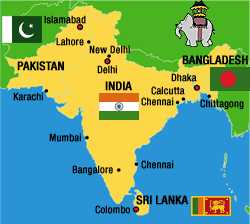 Islamabad
Lahore
New Delhi
Delhi
PAKISTAN
BANGLADESH
INDIA
Dhaka
Karachi
Calcutta
Chennai
Chittagong
Mumbai
Chennai
Bangalore
SRI LANKA
Colombo